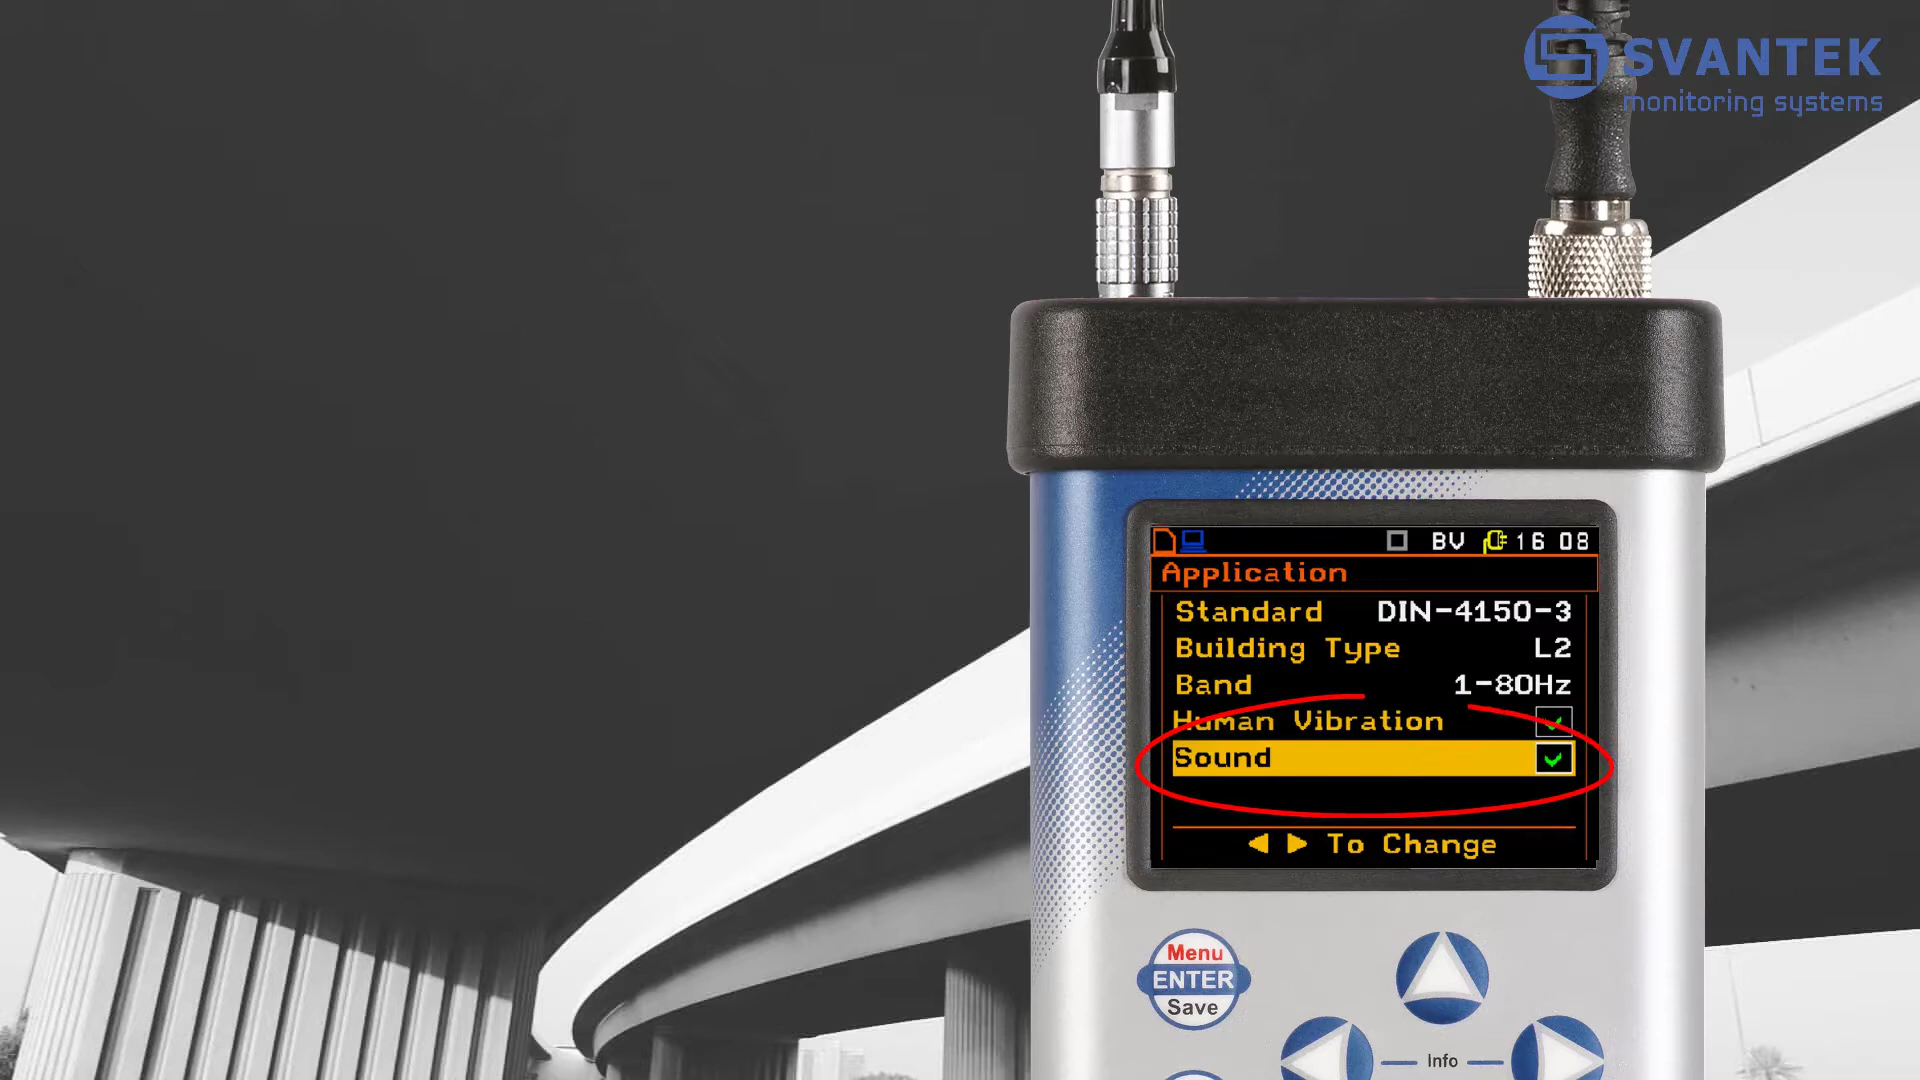 SVANTEK
monitoring systems
BV 16 08
Application
Standard DIN-4150-3
Building Type L2
Band 1-80Hz
Human Vibration
Sound
To Change
Menu
ENTER
Save
Info